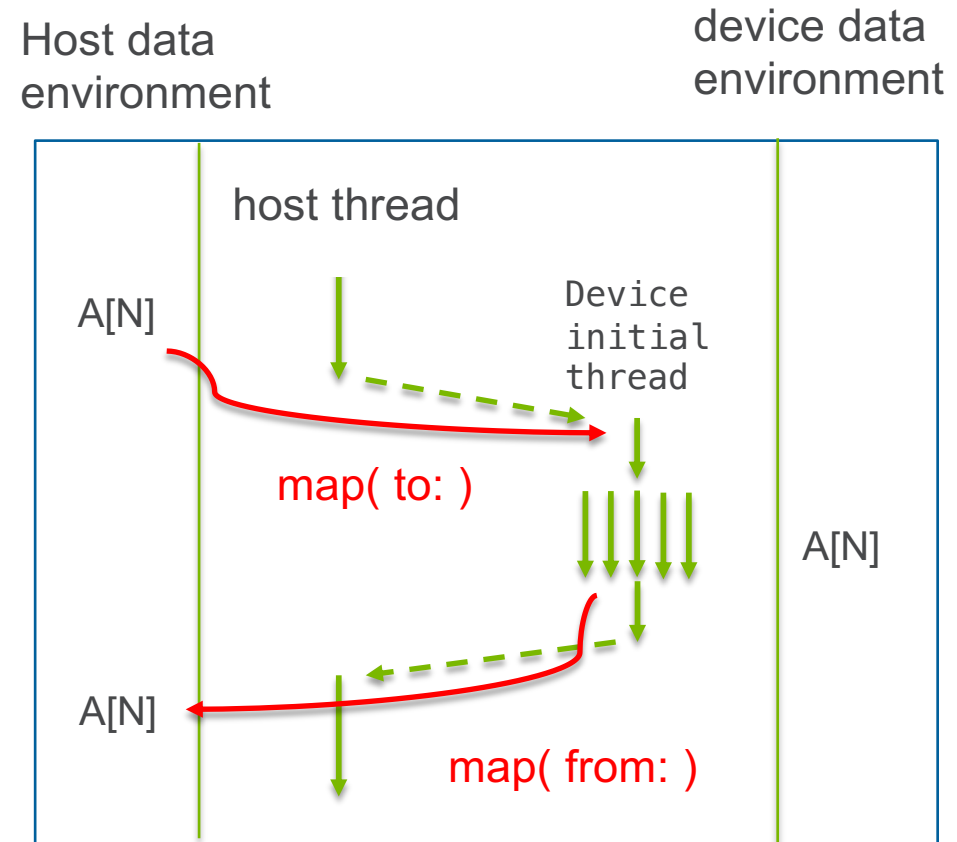 Host data
environment
device data
environment
host thread
A[N]
Device
initial
thread
map( to: )
A[N]
A[N]
map( from: )